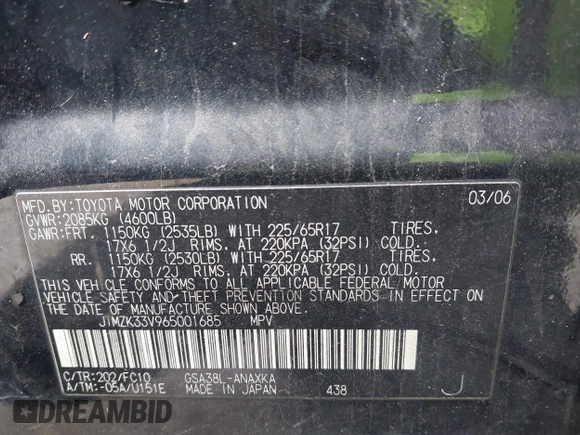 MFD.BY:TOYOTA MOTOR CORPORATION 03/06
GVWR:2085KG (4600LB)
GAWR:FRT. 1150KG (2535LB) WITH 225/65R17 TIRES,
17X6 1/2J RIMS, AT 220KPA (32PSI) COLD.
RR. 1150KG (2530LB) WITH 225/65R17 TIRES,
17X6 1/2J RIMS, AT 220KPA (32PSI) COLD.
THIS VEHICLE CONFORMS TO ALL APPLICABLE FEDERAL MOTOR
VEHICLE SAFETY AND THEFT PREVENTION STANDARDS IN EFFECT ON
THE DATE OF MANUFACTURE SHOWN ABOVE.
JTMZK33V965001685 MPV
C/TR:202/FC10 GSA38L-ANAXKA
A/TM:-05A/U151E MADE IN JAPAN 438 J
AUTOHELPERBOT.COM